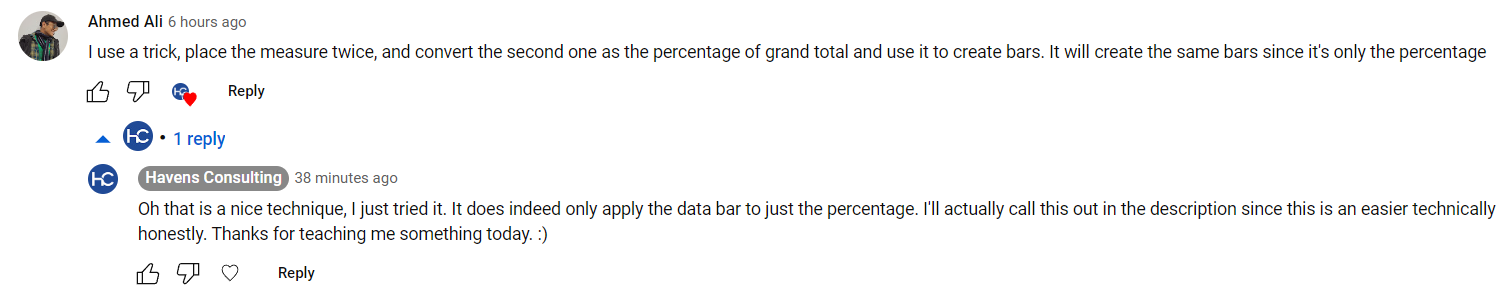 Ahmed Ali 6 hours ago
I use a trick, place the measure twice, and convert the second one as the percentage of grand total and use it to create bars. It will create the same bars since it's only the percentage
HC Reply
HC • 1 reply
HC Havens Consulting 38 minutes ago
Oh that is a nice technique, I just tried it. It does indeed only apply the data bar to just the percentage. I'll actually call this out in the description since this is an easier technically
honestly. Thanks for teaching me something today. :)
Reply